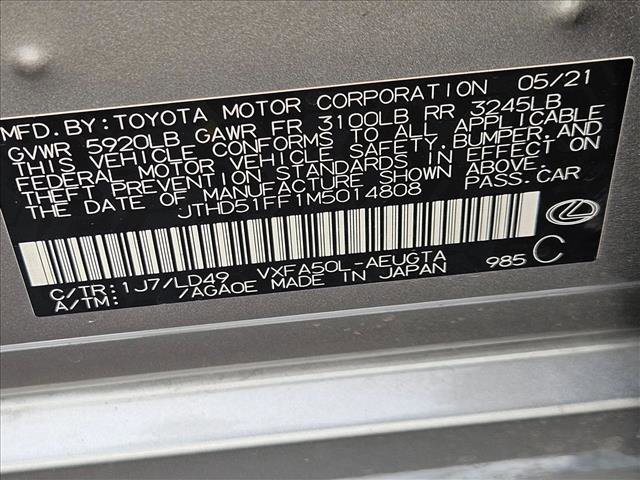 MFD. BY: TOYOTA MOTOR CORPORATION 05/21
GVWR 5920LB GAWR FR 3100LB RR 3245LB
THIS VEHICLE CONFORMS TO ALL APPLICABLE
FEDERAL MOTOR VEHICLE SAFETY, BUMPER, AND
THEFT PREVENTION STANDARDS IN EFFECT ON
THE DATE OF MANUFACTURE SHOWN ABOVE.
JTHD51FF1M5014808 PASS. CAR
C/TR: 1J7/LD49 VXFA50L-AEUGTA 985 C
A/TM: /AGA0E MADE IN JAPAN